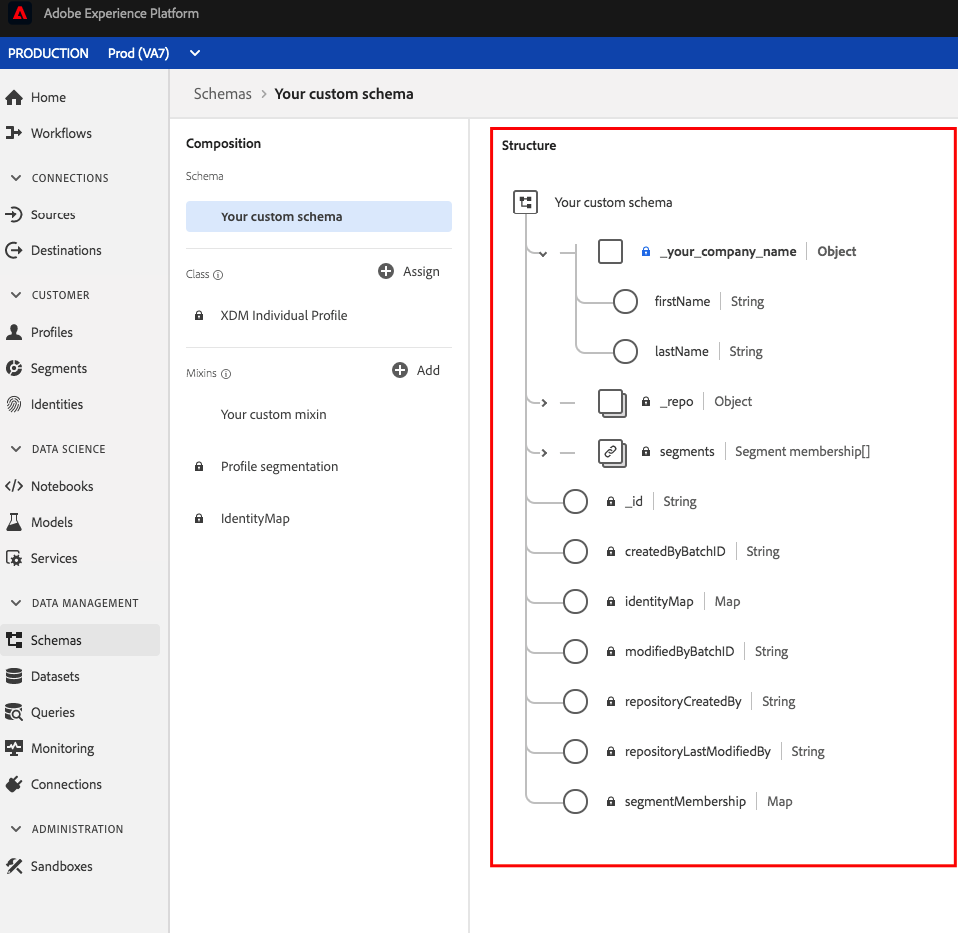 Adobe Experience Platform
PRODUCTION Prod (VA7)
Home
Workflows
CONNECTIONS
Sources
Destinations
CUSTOMER
Profiles
Segments
Identities
DATA SCIENCE
Notebooks
Models
Services
DATA MANAGEMENT
Schemas
Datasets
Queries
Monitoring
Connections
ADMINISTRATION
Sandboxes
Schemas > Your custom schema
Composition
Schema
Your custom schema
Class Assign
XDM Individual Profile
Mixins Add
Your custom mixin
Profile segmentation
IdentityMap
Structure
Your custom schema
_your_company_name | Object
firstName | String
lastName | String
_repo | Object
segments | Segment membership[]
_id | String
createdByBatchID | String
identityMap | Map
modifiedByBatchID | String
repositoryCreatedBy | String
repositoryLastModifiedBy | String
segmentMembership | Map